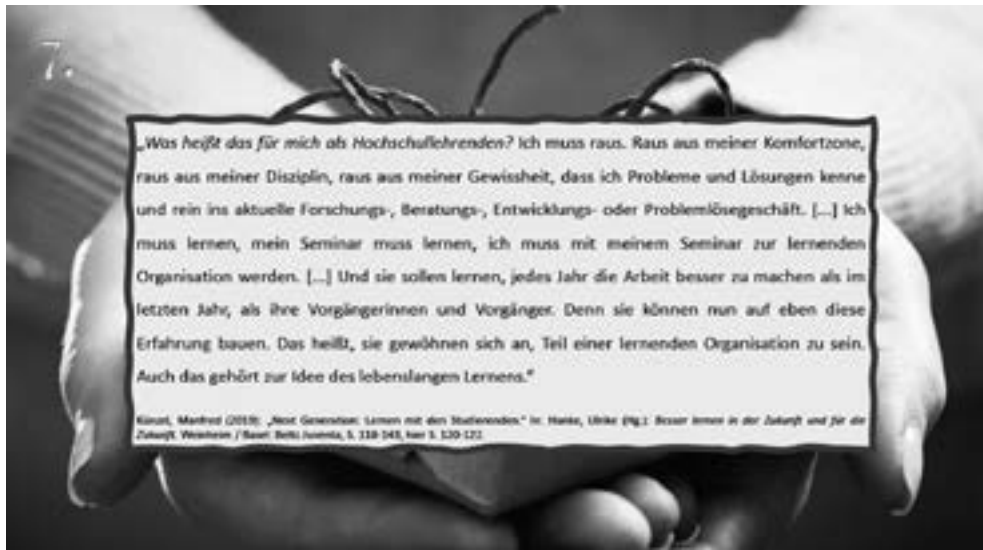 7.
„Was heißt das für mich als Hochschullehrenden? Ich muss raus. Raus aus meiner Komfortzone,
raus aus meiner Disziplin, raus aus meiner Gewissheit, dass ich Probleme und Lösungen kenne
und rein ins aktuelle Forschungs-, Beratungs-, Entwicklungs- oder Problemlösegeschäft. [...] Ich
muss lernen, mein Seminar muss lernen, ich muss mit meinem Seminar zur lernenden
Organisation werden. [...] Und sie sollen lernen, jedes Jahr die Arbeit besser zu machen als im
letzten Jahr, als ihre Vorgängerinnen und Vorgänger. Denn sie können nun auf eben diese
Erfahrung bauen. Das heißt, sie gewöhnen sich an, Teil einer lernenden Organisation zu sein.
Auch das gehört zur Idee des lebenslangen Lernens.“
Manfred (2019): „Next Generation: Lernen mit den Studierenden.“ In: Hanke, Ulrike (Hg.): Besser lernen in der Zukunft und für die
Zukunft. Weinheim / Basel: Beltz Juventa, S. 118-143, hier S. 120-122.